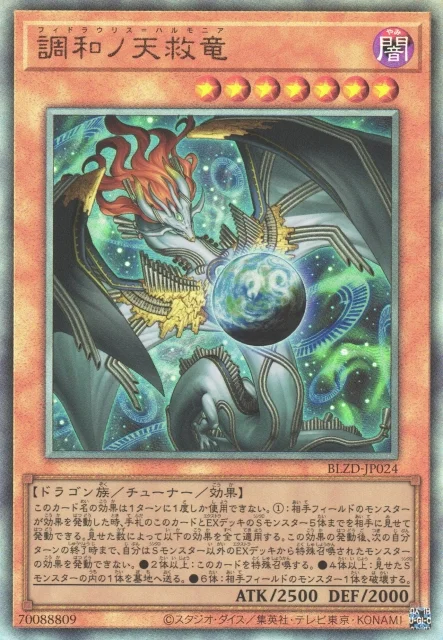 フィドラウリス=ハルモニア
調和ノ天救竜
やみ
闇
BLZD-JP024
【ドラゴン族／チューナー／効果】
このカード名の効果は1ターンに1度しか使用できない。①：相手フィールドのモンスター
が効果を発動した時、手札のこのカードとEXデッキのSモンスター5体までを相手に見せて
発動できる。見せた数によって以下の効果を全て適用する。この効果の発動後、次の自分
ターンの終了時まで、自分はSモンスター以外のEXデッキから特殊召喚されたモンスター
の効果を発動できない。●2体以上：このカードを特殊召喚する。●4体以上：見せたS
モンスターの内の1体を墓地へ送る。●6体：相手フィールドのモンスター1体を破壊する。
ATK/2500 DEF/2000
70088809
©スタジオ・ダイス／集英社・テレビ東京・KONAMI